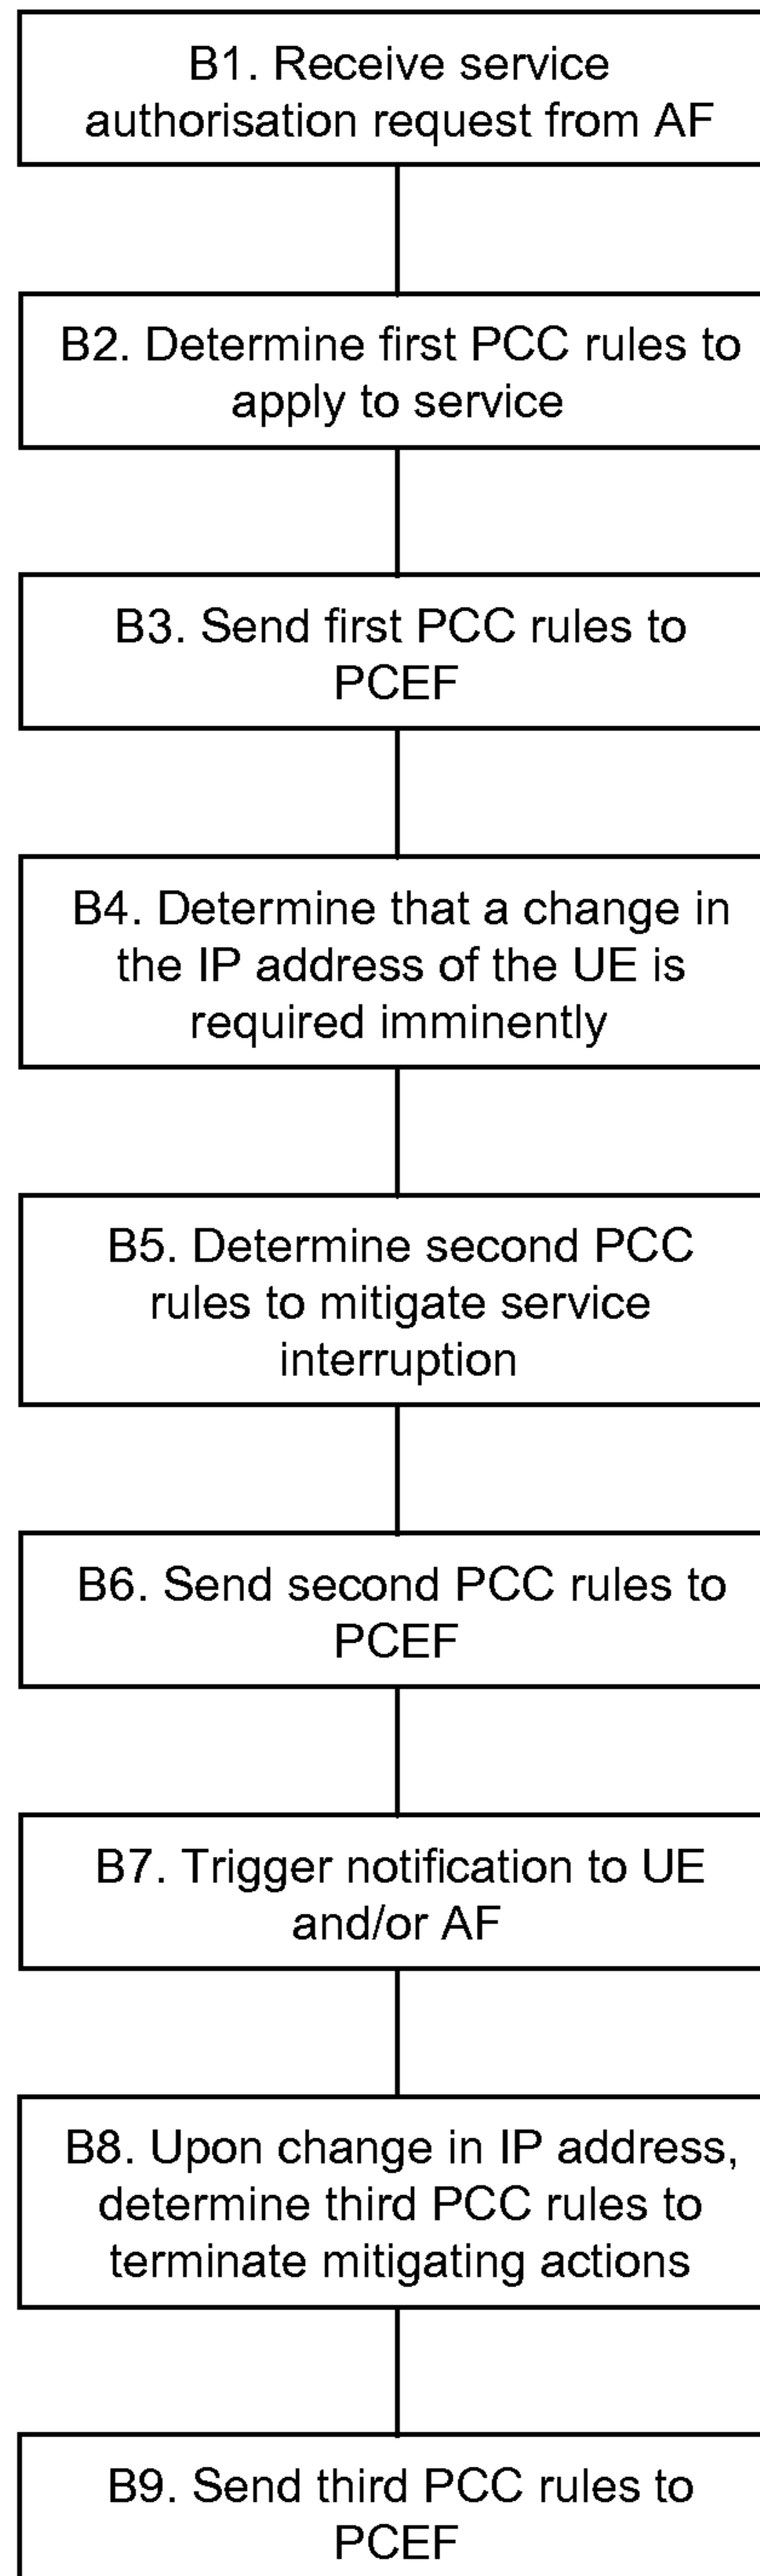 B1. Receive service
authorisation request from AF
B2. Determine first PCC rules to
apply to service
B3. Send first PCC rules to
PCEF
B4. Determine that a change in
the IP address of the UE is
required imminently
B5. Determine second PCC
rules to mitigate service
interruption
B6. Send second PCC rules to
PCEF
B7. Trigger notification to UE
and/or AF
B8. Upon change in IP address,
determine third PCC rules to
terminate mitigating actions
B9. Send third PCC rules to
PCEF